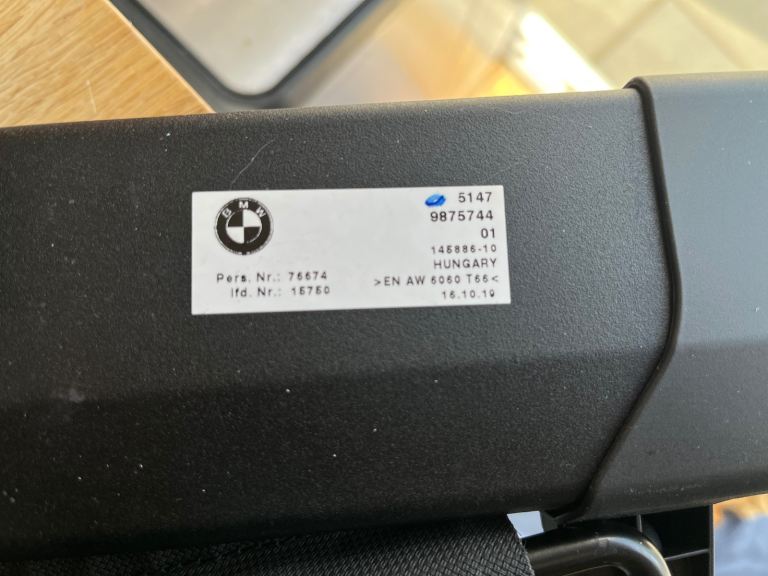 BMW
5147
9875744
01
145886-10
HUNGARY
Pers. Nr.: 75674
>EN AW 6060 T66<
lfd. Nr.: 15750
15.10.19